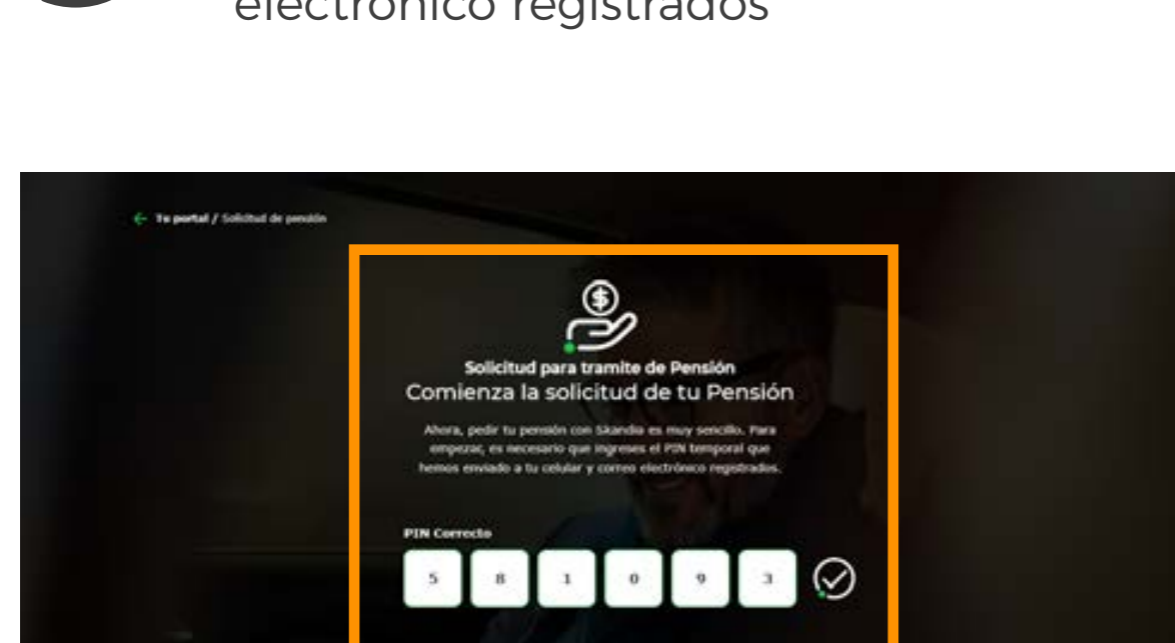 electrónico registrados
← Tu portal / Solicitud de pensión
$
Solicitud para tramite de Pensión
Comienza la solicitud de tu Pensión
Ahora, pedir tu pensión con Skandia es muy sencillo. Para
empezar, es necesario que ingreses el PIN temporal que
hemos enviado a tu celular y correo electrónico registrados.
PIN Correcto
5 8 1 0 9 3